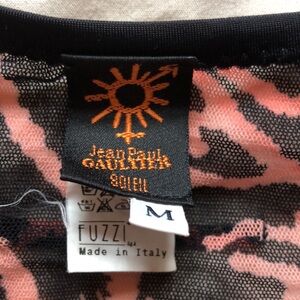 Jean Paul
GAULTIER
SOLEIL
M
FUZZI
Made in Italy